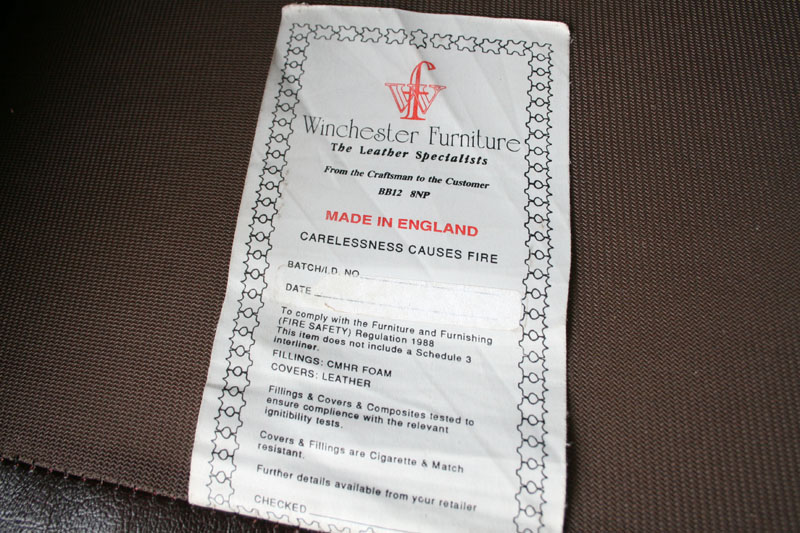 Winchester Furniture
The Leather Specialists
From the Craftsman to the Customer
BB12 8NP
MADE IN ENGLAND
CARELESSNESS CAUSES FIRE
BATCH/I.D. NO
DATE
To comply with the Furniture and Furnishing
(FIRE SAFETY) Regulation 1988
This item does not include a Schedule 3
interliner.
FILLINGS: CMHR FOAM
COVERS: LEATHER
Fillings & Covers & Composites tested to
ensure complience with the relevant
ignitibility tests.
Covers & Fillings are Cigarette & Match
resistant.
Further details available from your retailer
CHECKED